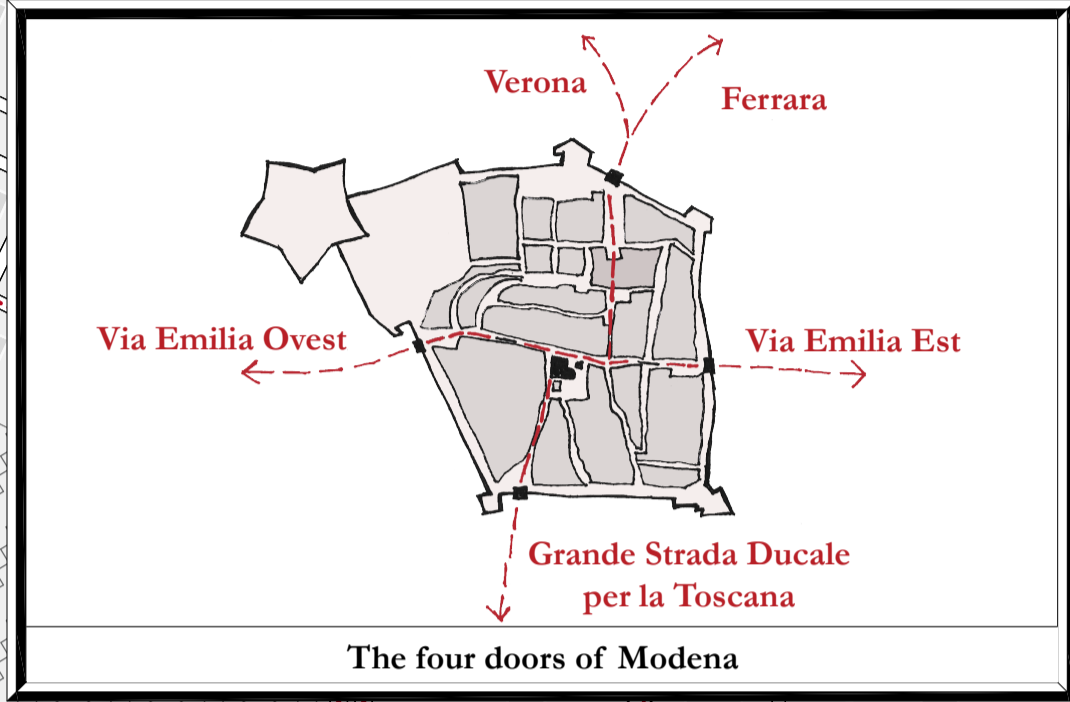 Verona
Ferrara
Via Emilia Ovest
Via Emilia Est
Grande Strada Ducale
per la Toscana
The four doors of Modena